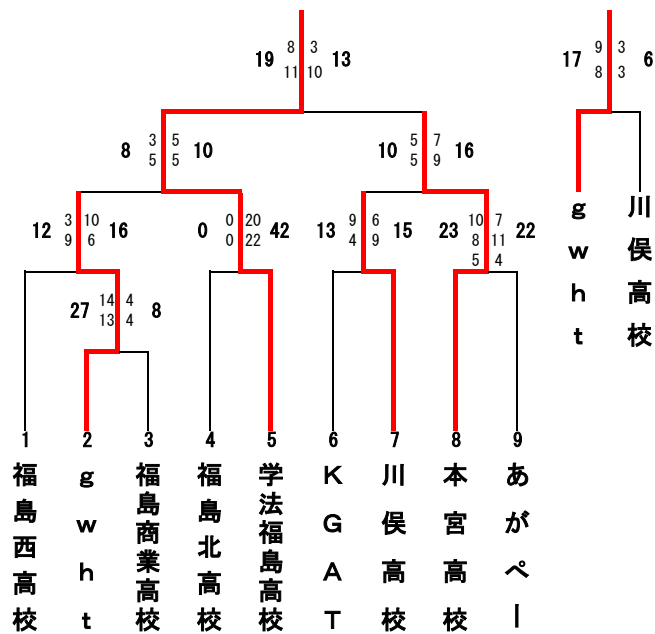 19 8 3 13
11 10
17 9 3 6
8 3
8 3 5 10
5 5
10 5 7 16
5 9
gwht
川俣高校
12 3 10 16
9 6
0 0 20 42
0 22
13 9 6 15
4 9
23 10 7 22
8 11
5 4
27 14 4 8
13 4
1 2 3 4 5 6 7 8 9
福島西高校
gwht
福島商業高校
福島北高校
学法福島高校
KGAT
川俣高校
本宮高校
あがペー